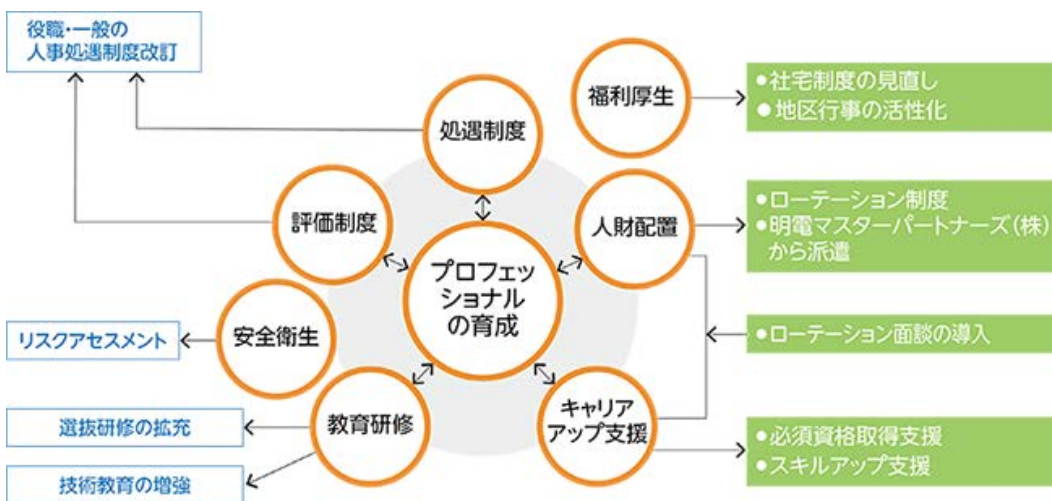 役職・一般の
人事処遇制度改訂
処遇制度
福利厚生
●社宅制度の見直し
●地区行事の活性化
評価制度
人財配置
●ローテーション制度
●明電マスターパートナーズ(株)
から派遣
プロフェッ
ショナル
の育成
リスクアセスメント
安全衛生
●ローテーション面談の導入
教育研修
キャリア
アップ支援
選抜研修の拡充
技術教育の増強
●必須資格取得支援
●スキルアップ支援